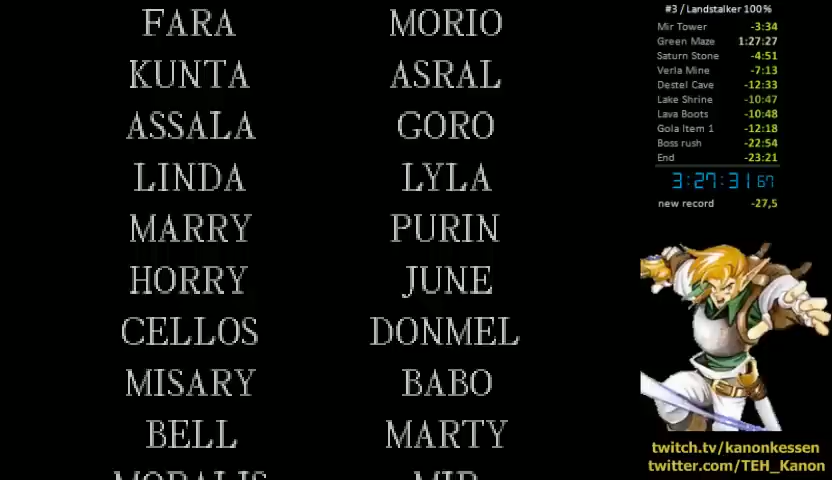 FARA MORIO
KUNTA ASRAL
ASSALA GORO
LINDA LYLA
MARRY PURIN
HORRY JUNE
CELLOS DONMEL
MISARY BABO
BELL MARTY
MORALIS MIR
#3 / Landstalker 100%
Mir Tower -3:34
Green Maze 1:27:27
Saturn Stone -4:51
Verla Mine -7:13
Destel Cave -12:33
Lake Shrine -10:47
Lava Boots -10:48
Gola Item 1 -12:18
Boss rush -22:54
End -23:21
3:27:31 67
new record -27,5
twitch.tv/kanonkessen
twitter.com/TEH_Kanon